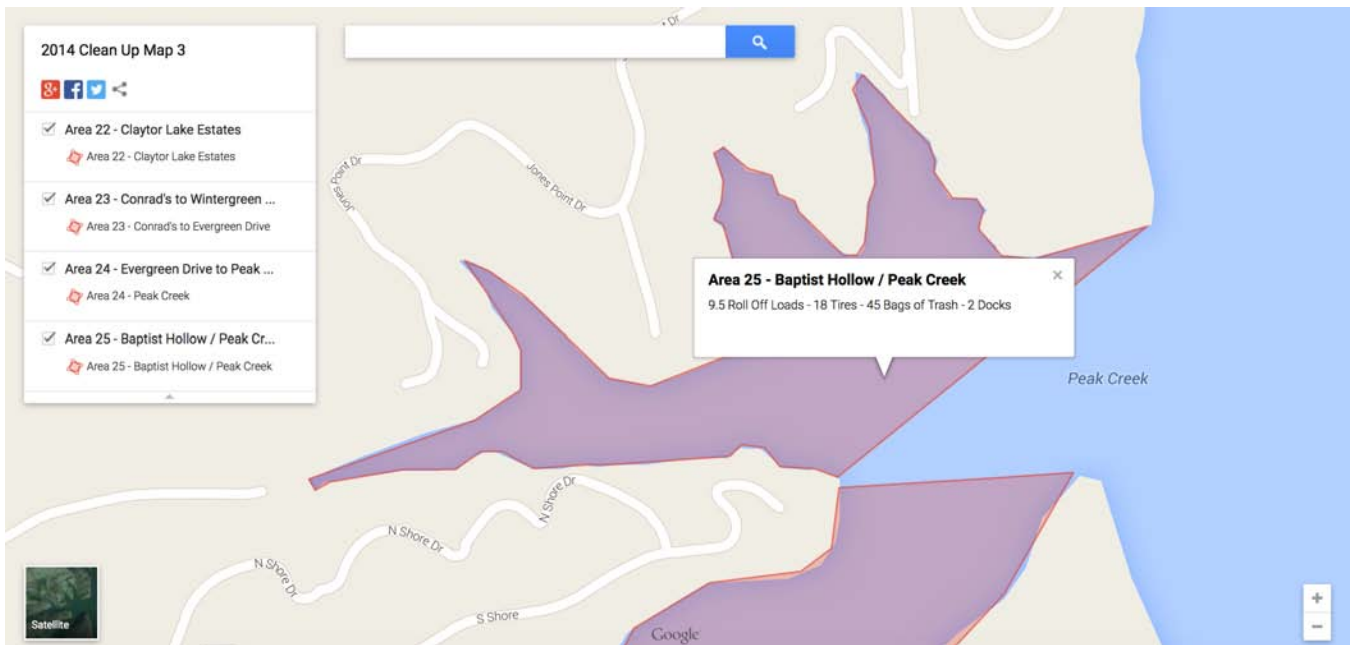 2014 Clean Up Map 3
Area 22 - Claytor Lake Estates
Area 22 - Claytor Lake Estates
Area 23 - Conrad's to Wintergreen ...
Area 23 - Conrad's to Evergreen Drive
Area 24 - Evergreen Drive to Peak ...
Area 24 - Peak Creek
Area 25 - Baptist Hollow / Peak Cr...
Area 25 - Baptist Hollow / Peak Creek
Dr
Jones Point Dr
Jones Point Dr
Area 25 - Baptist Hollow / Peak Creek
×
9.5 Roll Off Loads - 18 Tires - 45 Bags of Trash - 2 Docks
Peak Creek
N Shore Dr
N Shore Dr
N Shore Dr
S Shore
Satellite
Google
+
−